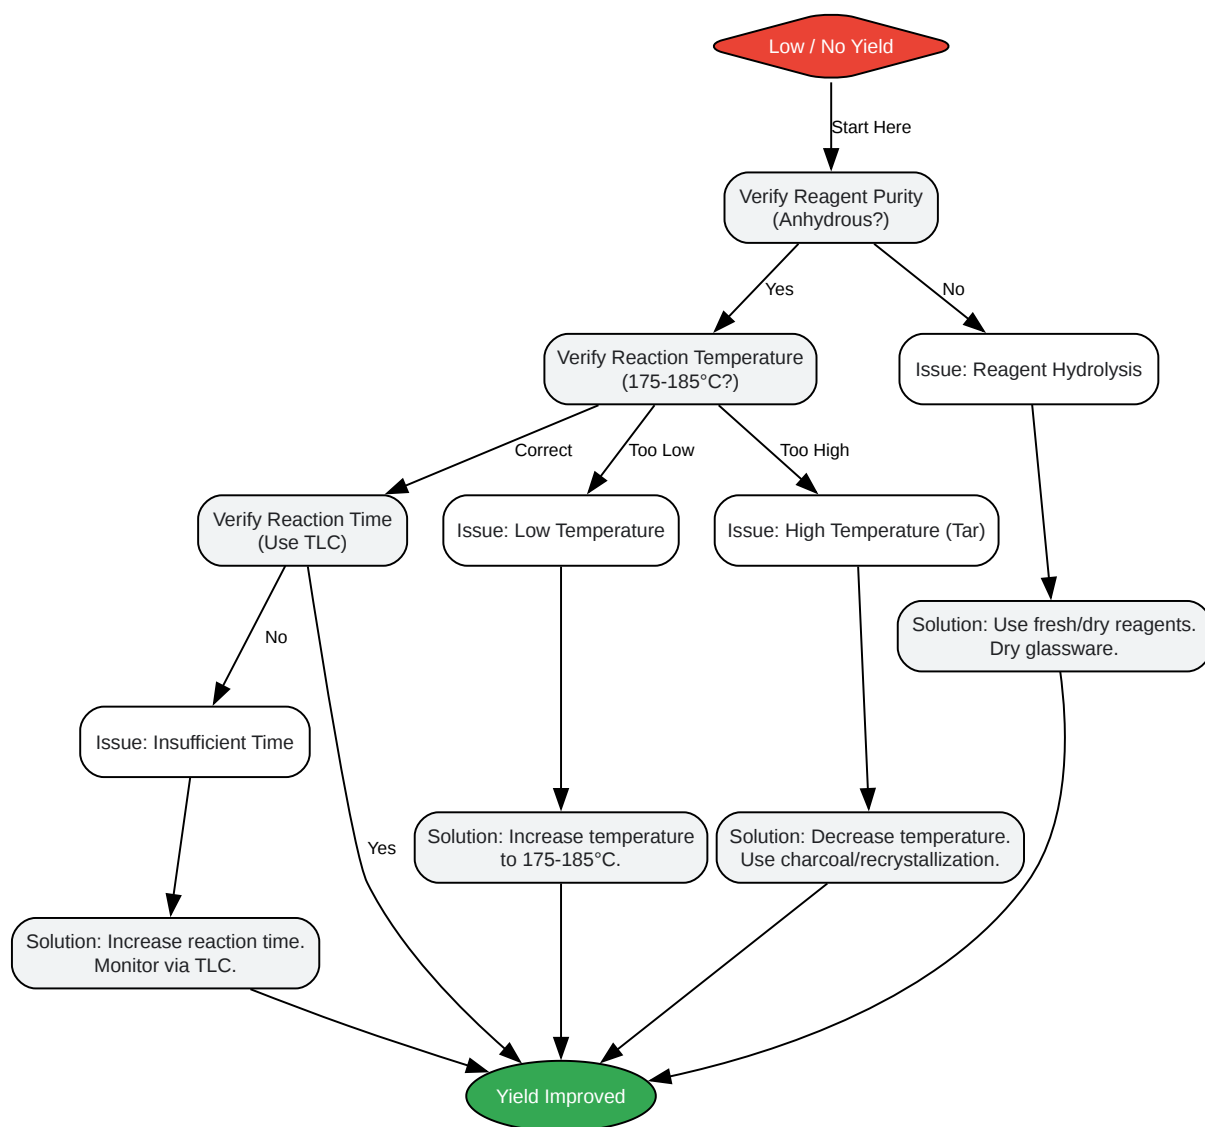 Low / No Yield
Start Here
Verify Reagent Purity
(Anhydrous?)
Yes
No
Verify Reaction Temperature
(175-185°C?)
Issue: Reagent Hydrolysis
Correct
Too Low
Too High
Verify Reaction Time
(Use TLC)
Issue: Low Temperature
Issue: High Temperature (Tar)
No
Solution: Use fresh/dry reagents.
Dry glassware.
Issue: Insufficient Time
Yes
Solution: Increase temperature
to 175-185°C.
Solution: Decrease temperature.
Use charcoal/recrystallization.
Solution: Increase reaction time.
Monitor via TLC.
Yield Improved